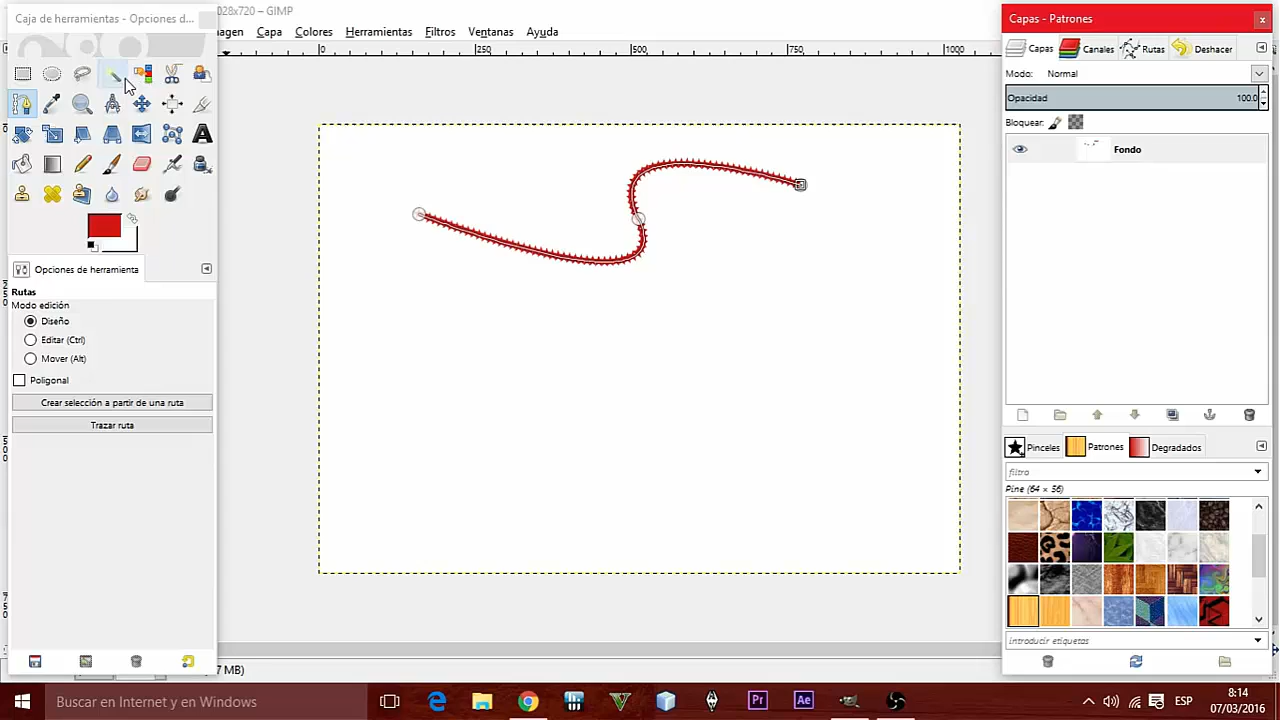 Caja de herramientas - Opciones d...
028x720 – GIMP
Capas - Patrones
x
agen Capa Colores Herramientas Filtros Ventanas Ayuda
0 250 500 750 1000
Capas Canales Rutas Deshacer
Modo: Normal
Opacidad 100.0
Bloquear:
Fondo
Opciones de herramienta
Rutas
Modo edición
Diseño
Editar (Ctrl)
Mover (Alt)
Poligonal
Crear selección a partir de una ruta
Trazar ruta
Pinceles Patrones Degradados
filtro
Pine (64 × 56)
introducir etiquetas
7 MB)
Buscar en Internet y en Windows
Pr
Ae
ESP
8:14
07/03/2016